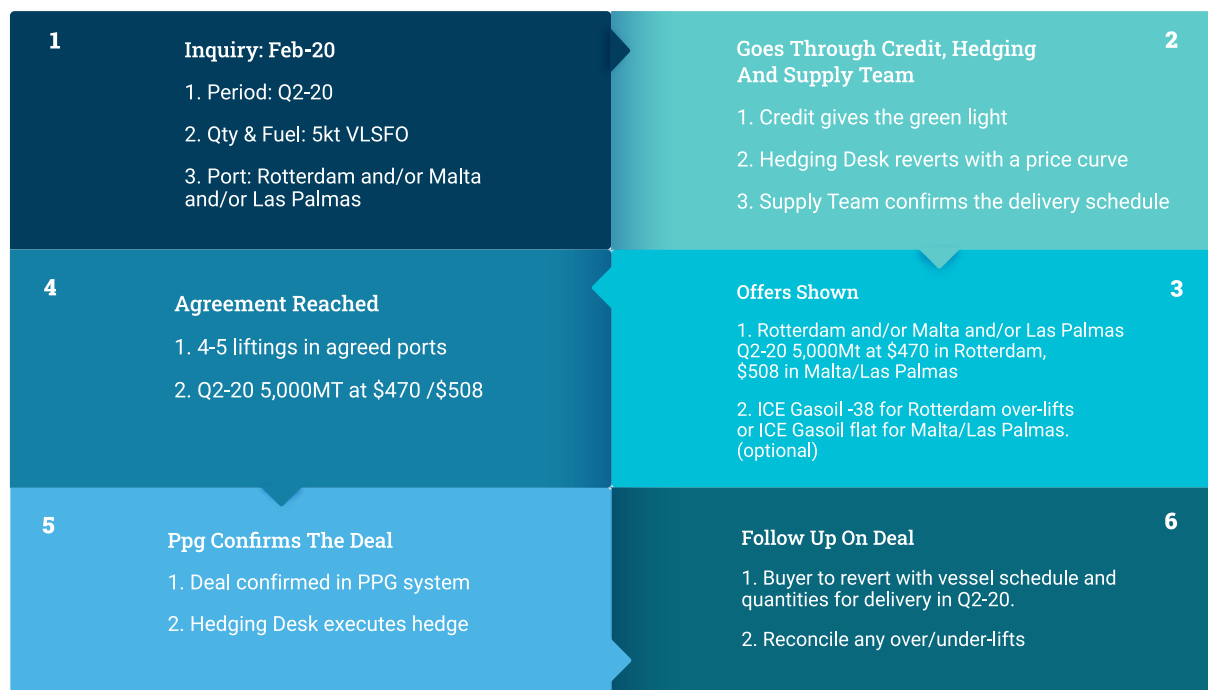 1
Inquiry: Feb-20
1. Period: Q2-20
2. Qty & Fuel: 5kt VLSFO
3. Port: Rotterdam and/or Malta
and/or Las Palmas
2
Goes Through Credit, Hedging
And Supply Team
1. Credit gives the green light
2. Hedging Desk reverts with a price curve
3. Supply Team confirms the delivery schedule
3
Offers Shown
1. Rotterdam and/or Malta and/or Las Palmas
Q2-20 5,000Mt at $470 in Rotterdam,
$508 in Malta/Las Palmas
2. ICE Gasoil -38 for Rotterdam over-lifts
or ICE Gasoil flat for Malta/Las Palmas.
(optional)
4
Agreement Reached
1. 4-5 liftings in agreed ports
2. Q2-20 5,000MT at $470 /$508
5
Ppg Confirms The Deal
1. Deal confirmed in PPG system
2. Hedging Desk executes hedge
6
Follow Up On Deal
1. Buyer to revert with vessel schedule and
quantities for delivery in Q2-20.
2. Reconcile any over/under-lifts